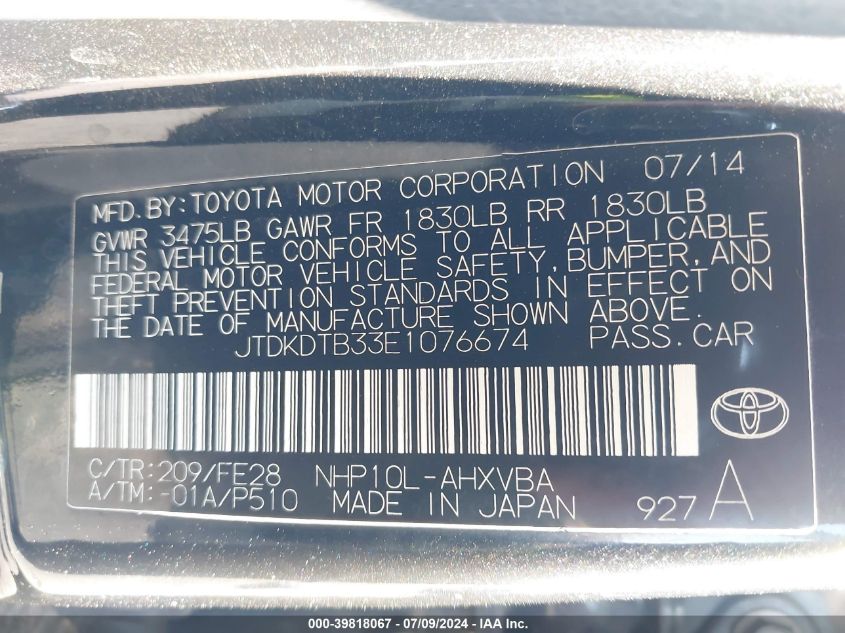 MFD. BY: TOYOTA MOTOR CORPORATION 07/14
GVWR 3475LB GAWR FR 1830LB RR 1830LB
THIS VEHICLE CONFORMS TO ALL APPLICABLE
FEDERAL MOTOR VEHICLE SAFETY, BUMPER, AND
THEFT PREVENTION STANDARDS IN EFFECT ON
THE DATE OF MANUFACTURE SHOWN ABOVE.
JTDKDTB33E1076674 PASS. CAR
C/TR: 209/FE28 NHP10L-AHXVBA
A/TM: -01A/P510 MADE IN JAPAN 927 A
000-39818067 - 07/09/2024 - IAA Inc.